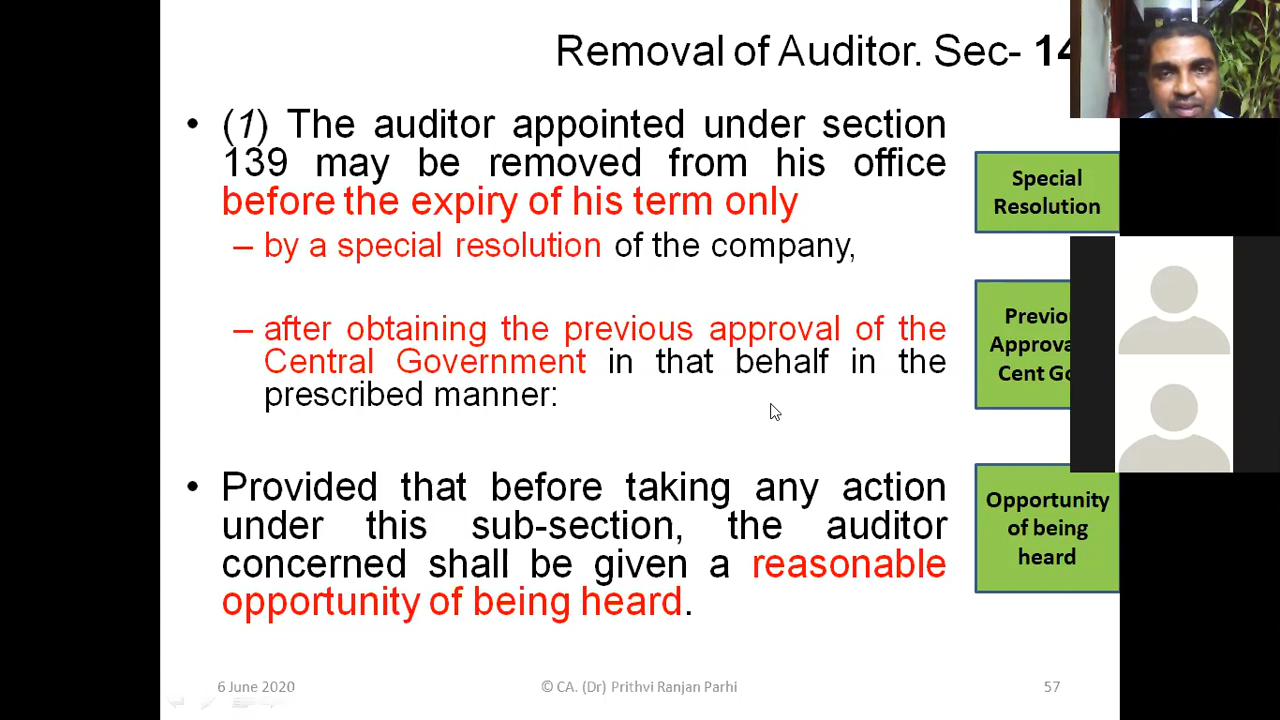 Removal of Auditor. Sec- 14
• (1) The auditor appointed under section
139 may be removed from his office
before the expiry of his term only
– by a special resolution of the company,
– after obtaining the previous approval of the
Central Government in that behalf in the
prescribed manner:
• Provided that before taking any action
under this sub-section, the auditor
concerned shall be given a reasonable
opportunity of being heard.
Special
Resolution
Previo
Approva
Cent Go
Opportunity
of being
heard
6 June 2020
© CA. (Dr) Prithvi Ranjan Parhi
57